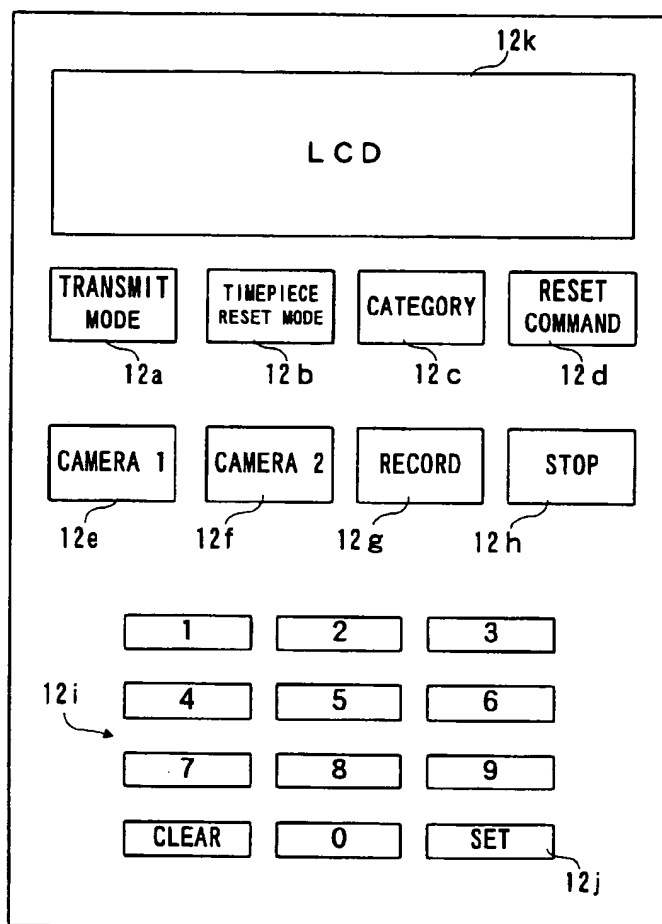 12k
LCD
TRANSMIT MODE
TIMEPIECE RESET MODE
CATEGORY
RESET COMMAND
12a
12b
12c
12d
CAMERA 1
CAMERA 2
RECORD
STOP
12e
12f
12g
12h
1 2 3
12i
4 5 6
7 8 9
CLEAR 0 SET
12j